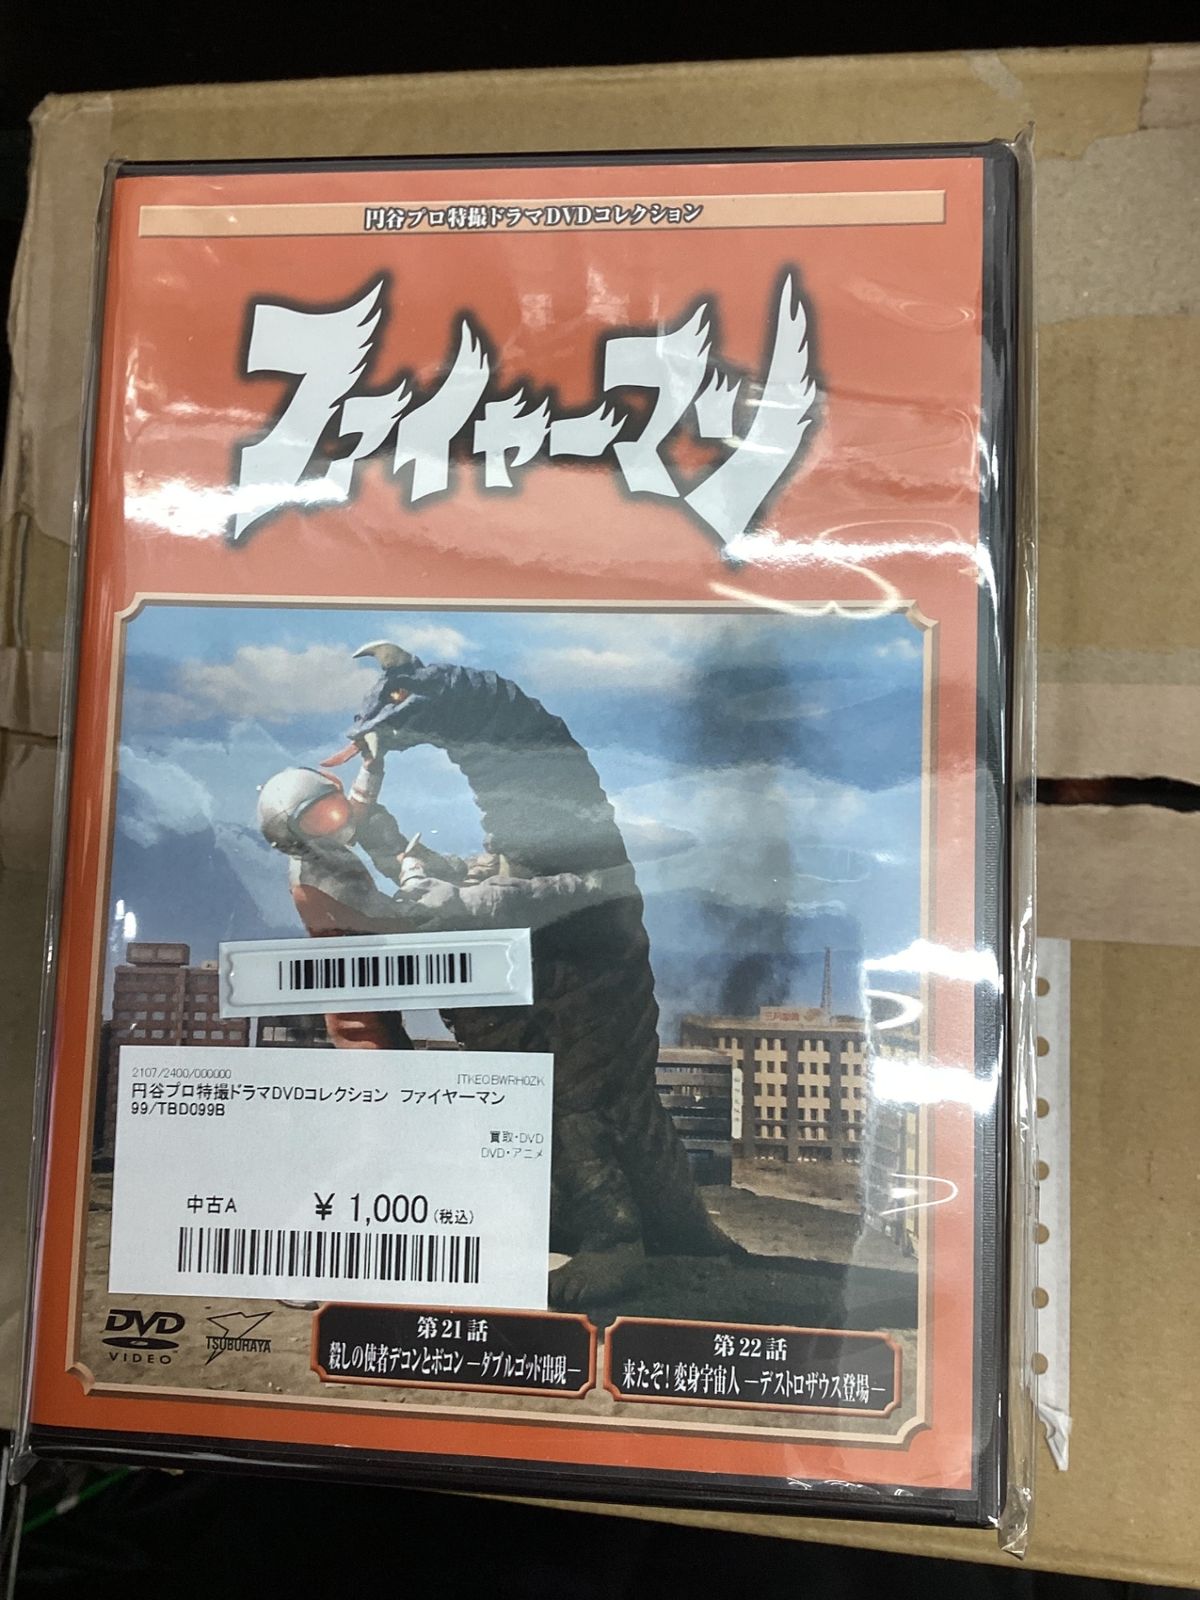 円谷プロ特撮ドラマDVDコレクション
ファイヤーマン
2107/2400/000000
ITKEQBWRH0ZK
円谷プロ特撮ドラマDVDコレクション ファイヤーマン
99/TBD099B
買取・DVD
DVD・アニメ
中古A ¥ 1,000(税込)
DVD
VIDEO
TSUBURAYA
第21話
殺しの使者デコンとボコン―ダブルゴッド出現―
第22話
来たぞ!変身宇宙人―デストロザウス登場―